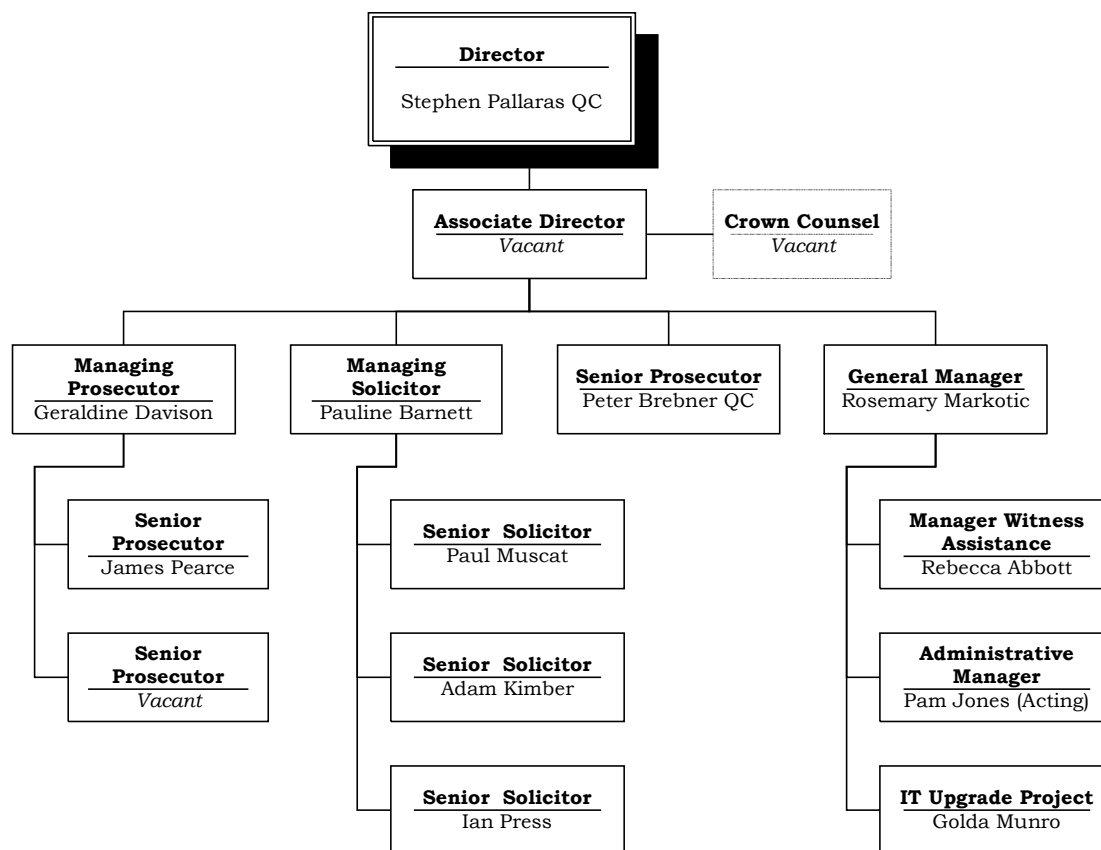 Director
Stephen Pallaras QC
Associate Director
Vacant
Crown Counsel
Vacant
Managing
Prosecutor
Geraldine Davison
Managing
Solicitor
Pauline Barnett
Senior Prosecutor
Peter Brebner QC
General Manager
Rosemary Markotic
Senior
Prosecutor
James Pearce
Senior Solicitor
Paul Muscat
Manager Witness
Assistance
Rebecca Abbott
Senior
Prosecutor
Vacant
Senior Solicitor
Adam Kimber
Administrative
Manager
Pam Jones (Acting)
Senior Solicitor
Ian Press
IT Upgrade Project
Golda Munro